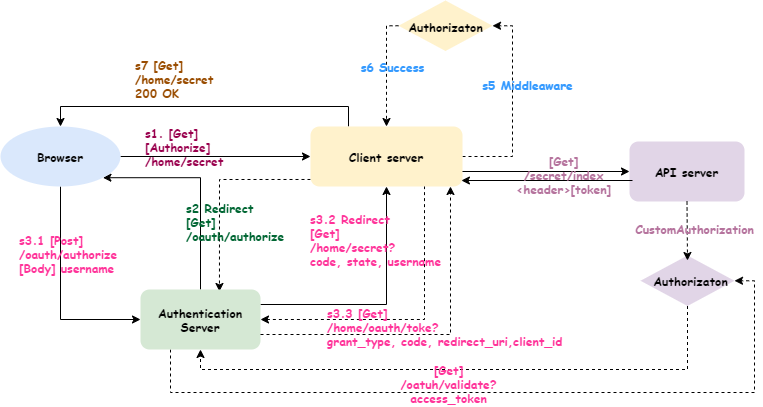 Authorizaton
s7 [Get]
/home/secret
200 OK
s6 Success
s5 Middleaware
s1. [Get]
[Authorize]
/home/secret
Browser
Client server
[Get]
/secret/index
<header>[token]
API server
s2 Redirect
[Get]
/oauth/authorize
s3.2 Redirect
[Get]
/home/secret?
code, state, username
CustomAuthorization
s3.1 [Post]
/oauth/authorize
[Body] username
Authorizaton
Authentication
Server
s3.3 [Get]
/home/oauth/toke?
grant_type, code, redirect_uri,client_id
[Get]
/oatuh/validate?
access_token